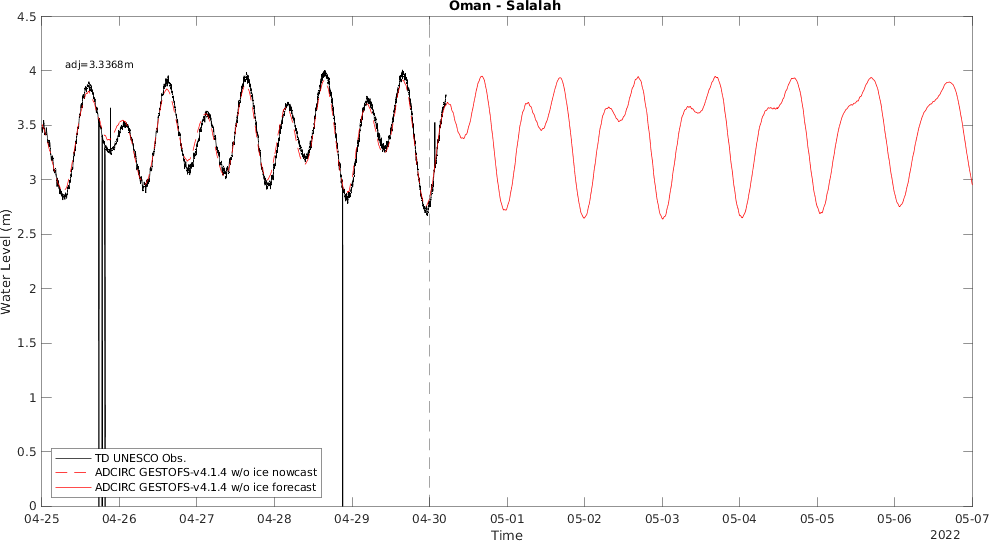 Oman - Salalah
adj=3.3368m
4.5
4
3.5
3
2.5
2
1.5
1
0.5
0
Water Level (m)
TD UNESCO Obs.
ADCIRC GESTOFS-v4.1.4 w/o ice nowcast
ADCIRC GESTOFS-v4.1.4 w/o ice forecast
04-25 04-26 04-27 04-28 04-29 04-30 05-01 05-02 05-03 05-04 05-05 05-06 05-07
Time
2022